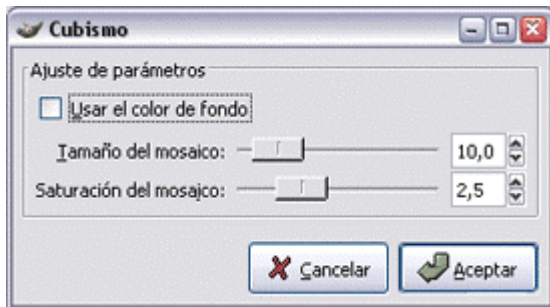 Cubismo
Ajuste de parámetros
Usar el color de fondo
Tamaño del mosaico: 10,0
Saturación del mosajco: 2,5
Cancelar Aceptar